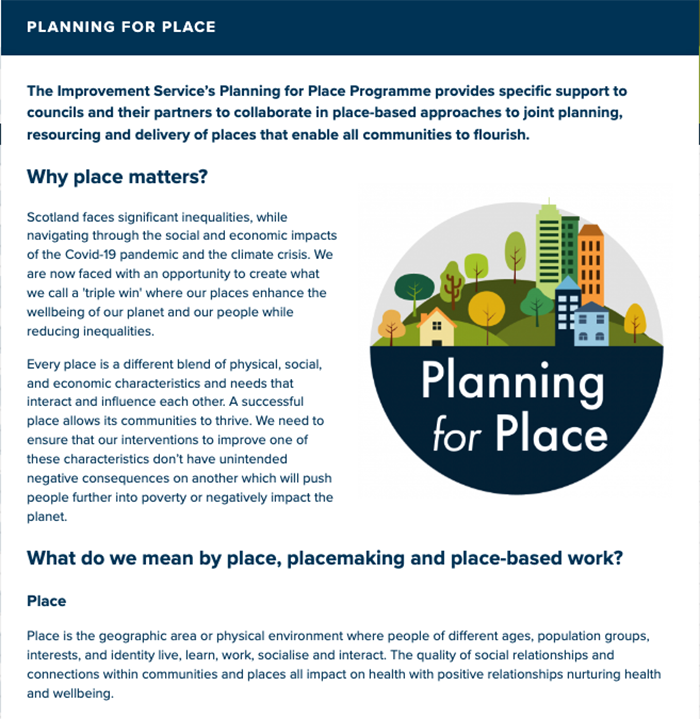 PLANNING FOR PLACE
The Improvement Service's Planning for Place Programme provides specific support to
councils and their partners to collaborate in place-based approaches to joint planning,
resourcing and delivery of places that enable all communities to flourish.
Why place matters?
Scotland faces significant inequalities, while
navigating through the social and economic impacts
of the Covid-19 pandemic and the climate crisis. We
are now faced with an opportunity to create what
we call a 'triple win' where our places enhance the
wellbeing of our planet and our people while
reducing inequalities.
Every place is a different blend of physical, social,
and economic characteristics and needs that
interact and influence each other. A successful
place allows its communities to thrive. We need to
ensure that our interventions to improve one of
these characteristics don't have unintended
negative consequences on another which will push
people further into poverty or negatively impact the
planet.
Planning
for Place
What do we mean by place, placemaking and place-based work?
Place
Place is the geographic area or physical environment where people of different ages, population groups,
interests, and identity live, learn, work, socialise and interact. The quality of social relationships and
connections within communities and places all impact on health with positive relationships nurturing health
and wellbeing.